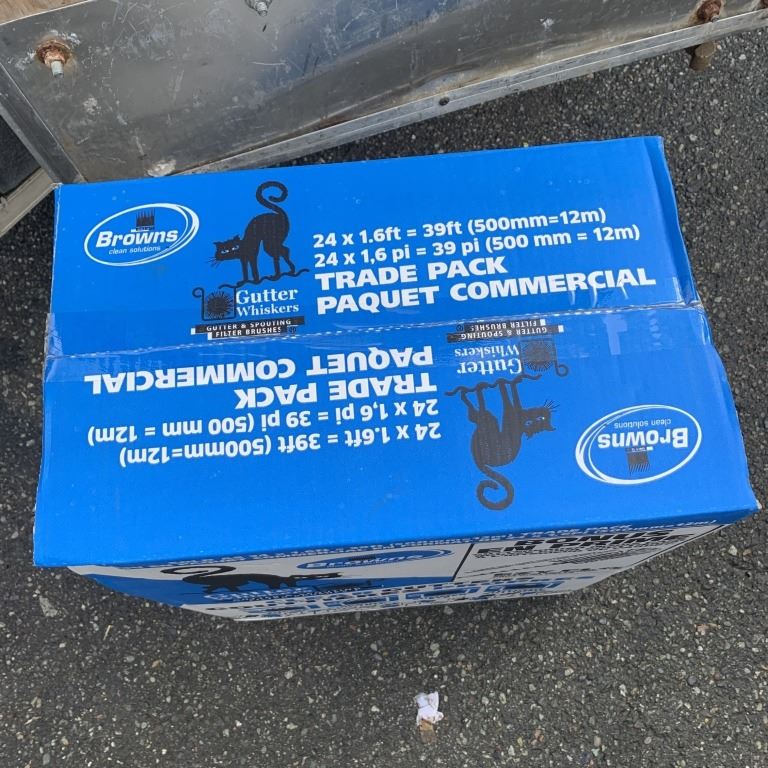 Browns
clean solutions
24 x 1.6ft = 39ft (500mm=12m)
24 x 1,6 pi = 39 pi (500 mm = 12m)
TRADE PACK
PAQUET COMMERCIAL
Gutter
Whiskers
GUTTER & SPOUTING
FILTER BRUSHES
GUTTER & SPOUTING
FILTER BRUSHES
Gutter
Whiskers
PAQUET COMMERCIAL
TRADE PACK
24 x 1,6 pi = 39 pi (500 mm = 12m)
24 x 1.6ft = 39ft (500mm=12m)
Browns
clean solutions